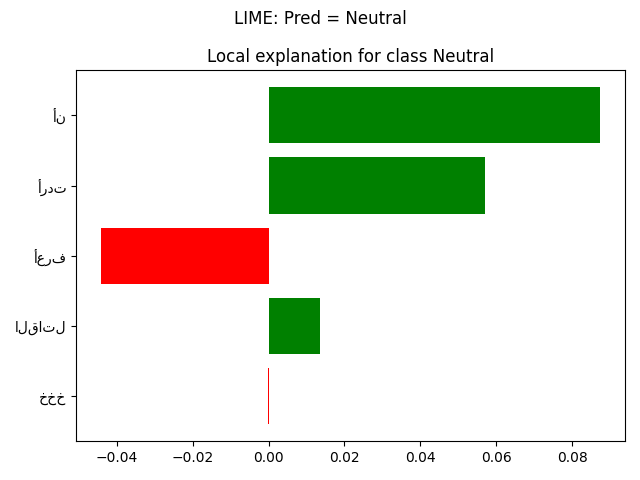 LIME: Pred = Neutral
Local explanation for class Neutral
أن
أردت
أعرف
القاتل
خخخ
−0.04 −0.02 0.00 0.02 0.04 0.06 0.08